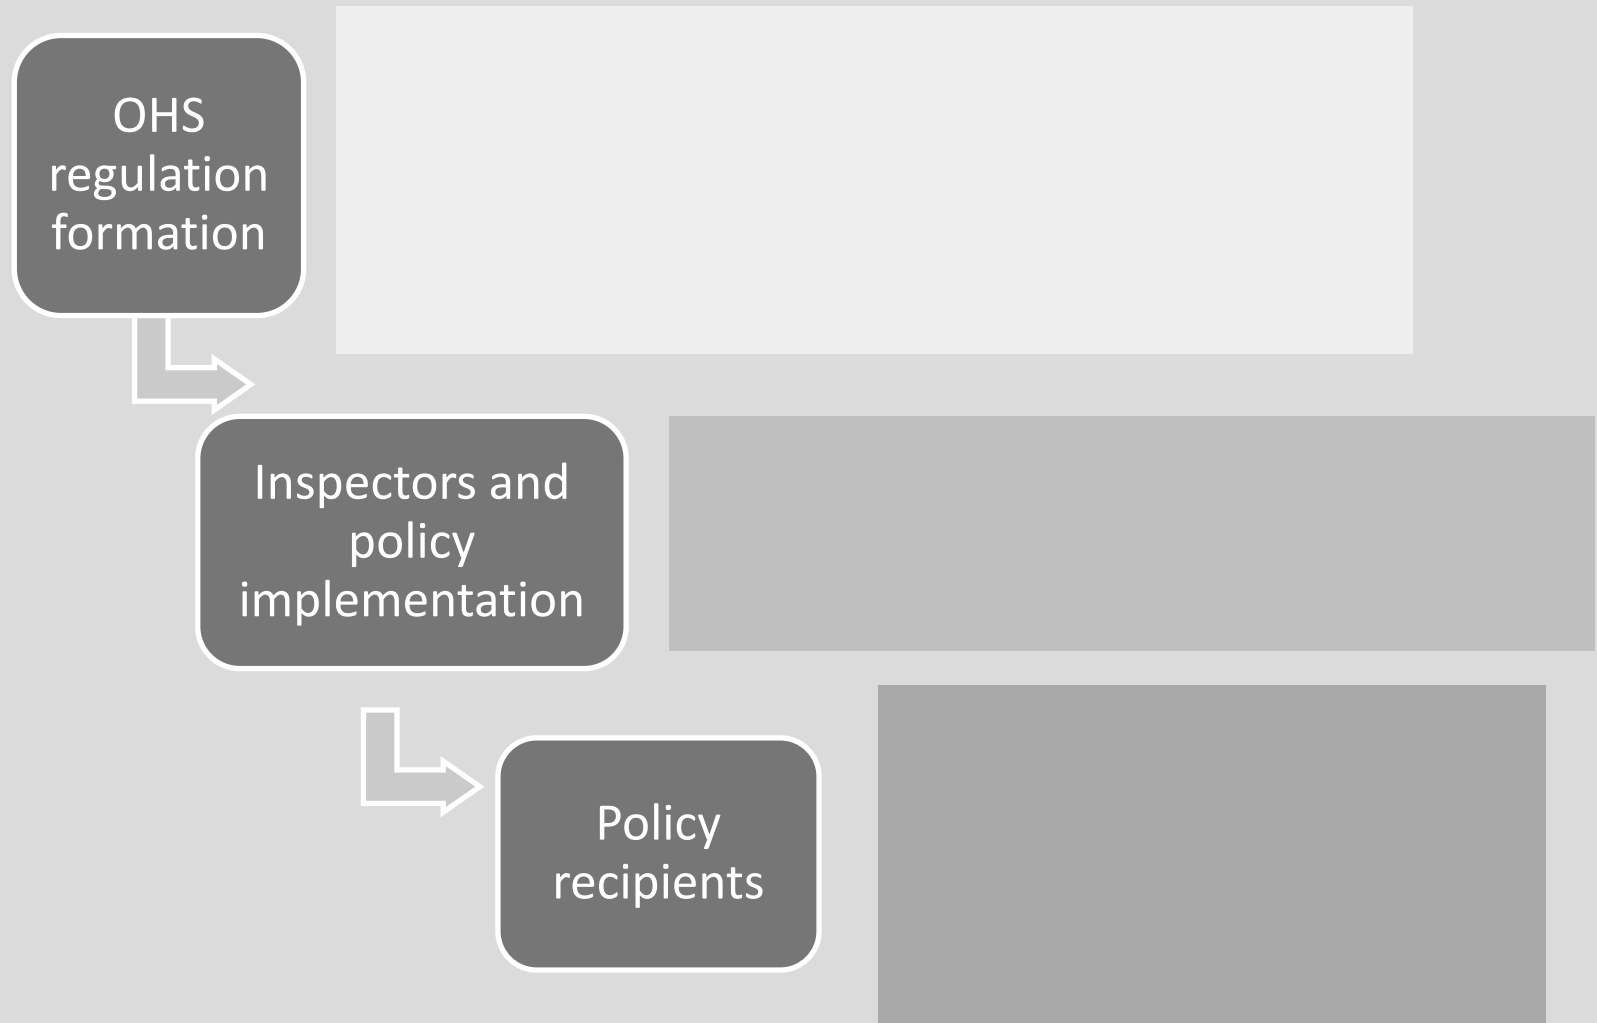 OHS
regulation
formation
Inspectors and
policy
implementation
Policy
recipients